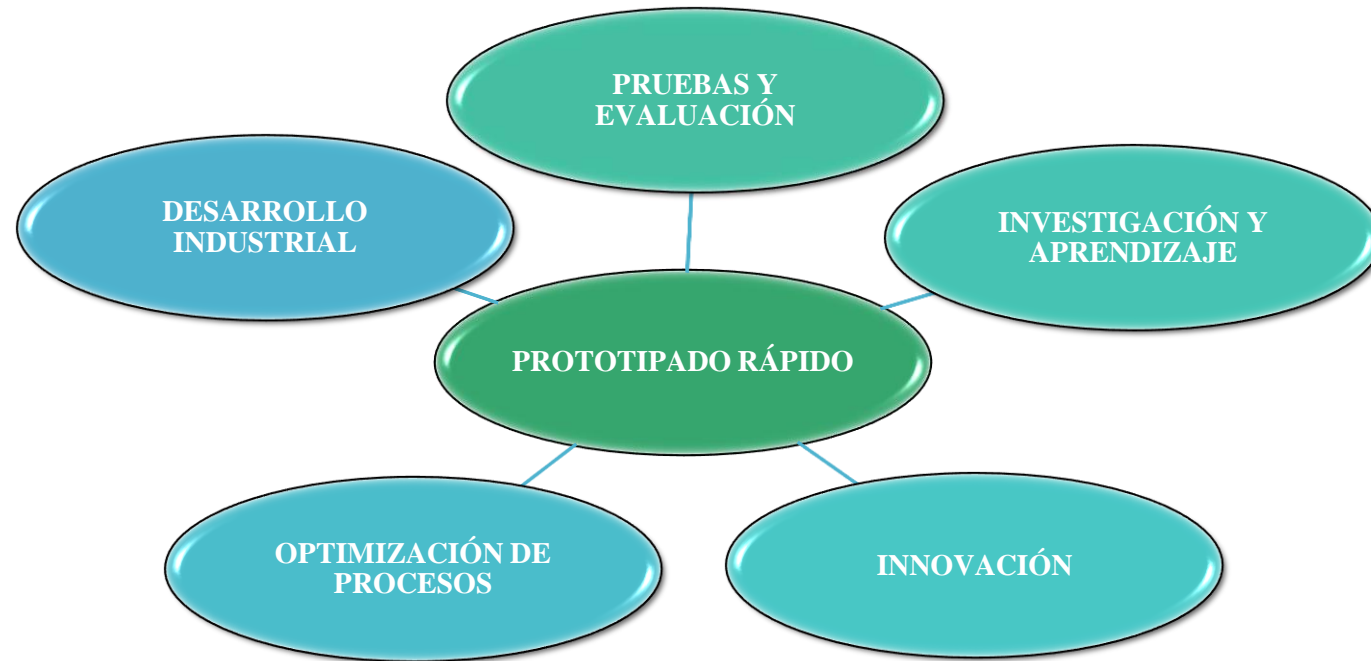 PRUEBAS Y
EVALUACIÓN
DESARROLLO
INDUSTRIAL
INVESTIGACIÓN Y
APRENDIZAJE
PROTOTIPADO RÁPIDO
OPTIMIZACIÓN DE
PROCESOS
INNOVACIÓN